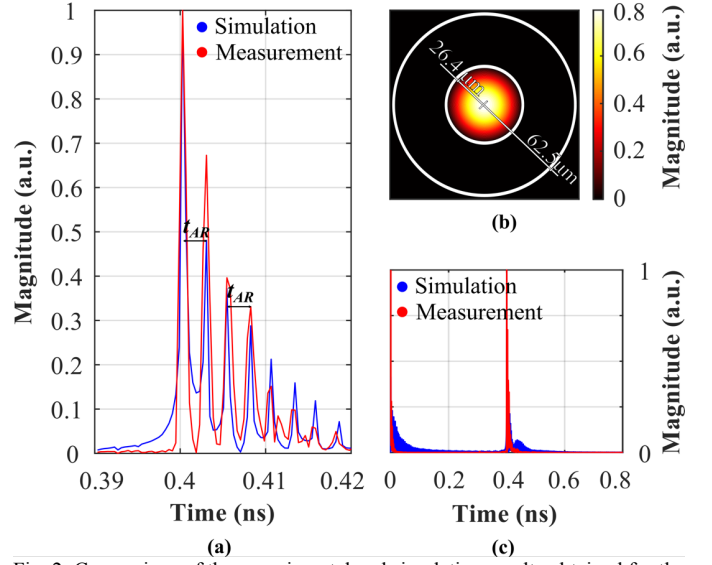 1
0.9
0.8
0.7
0.6
0.5
0.4
0.3
0.2
0.1
0
Magnitude (a.u.)
Simulation
Measurement
t_AR
t_AR
0.39 0.4 0.41 0.42
Time (ns)
(a)
26.4 μm
62.5μm
0.8
0.6
0.4
0.2
0
Magnitude (a.u.)
(b)
Simulation
Measurement
1
0
Magnitude (a.u.)
0 0.2 0.4 0.6 0.8
Time (ns)
(c)